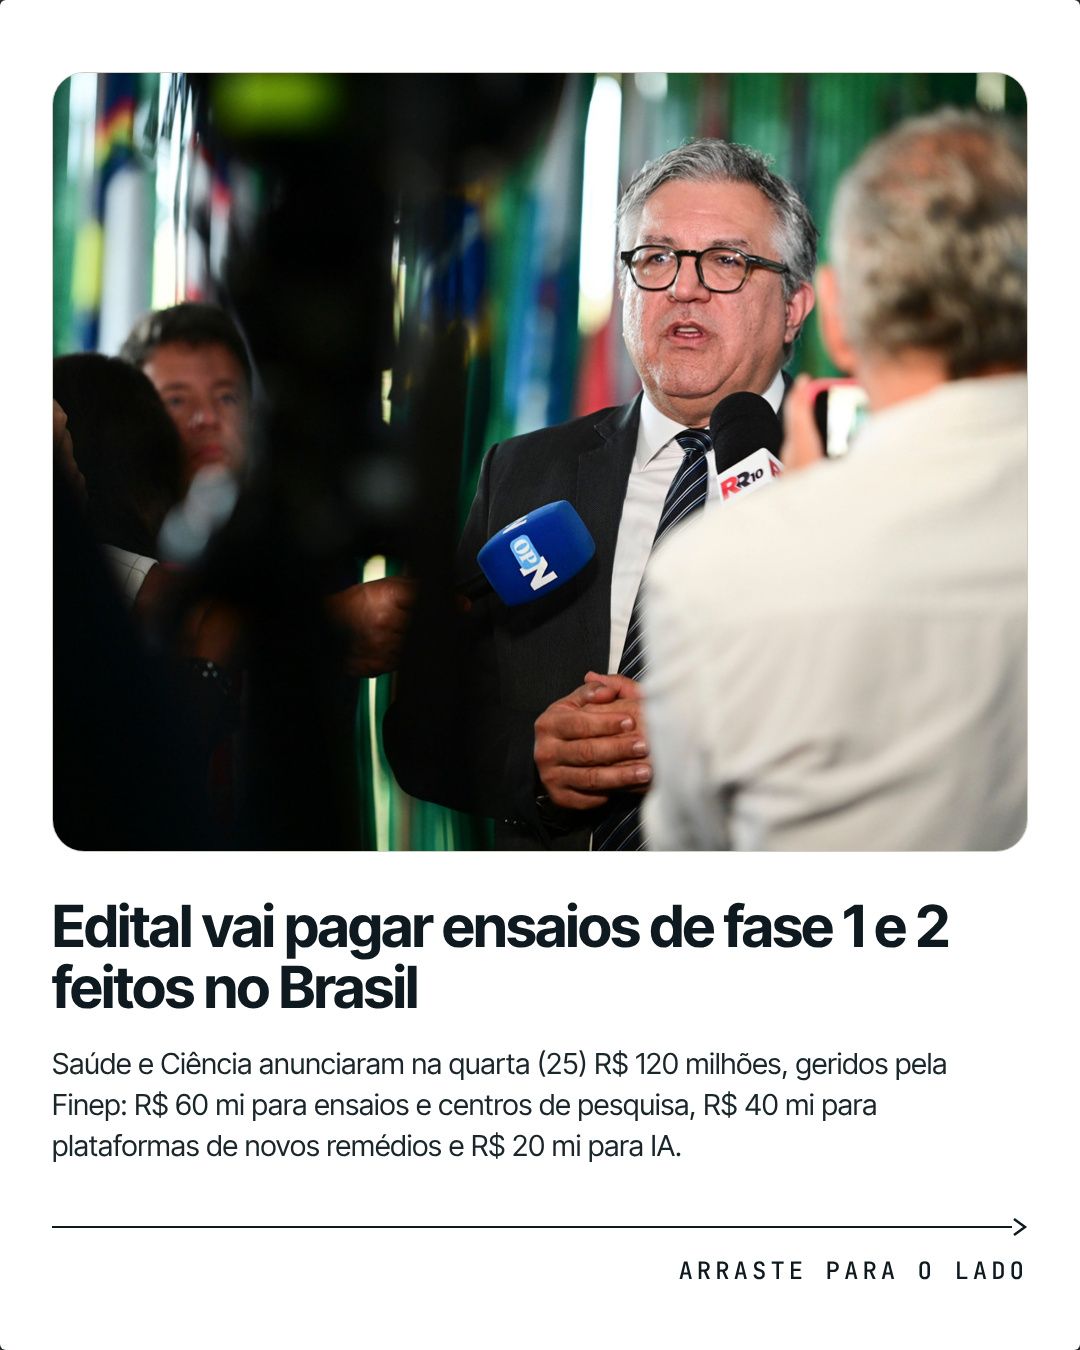 RR10
N
OP
N
Edital vai pagar ensaios de fase 1 e 2
feitos no Brasil
Saúde e Ciência anunciaram na quarta (25) R$ 120 milhões, geridos pela
Finep: R$ 60 mi para ensaios e centros de pesquisa, R$ 40 mi para
plataformas de novos remédios e R$ 20 mi para IA.
ARRASTE PARA O LADO